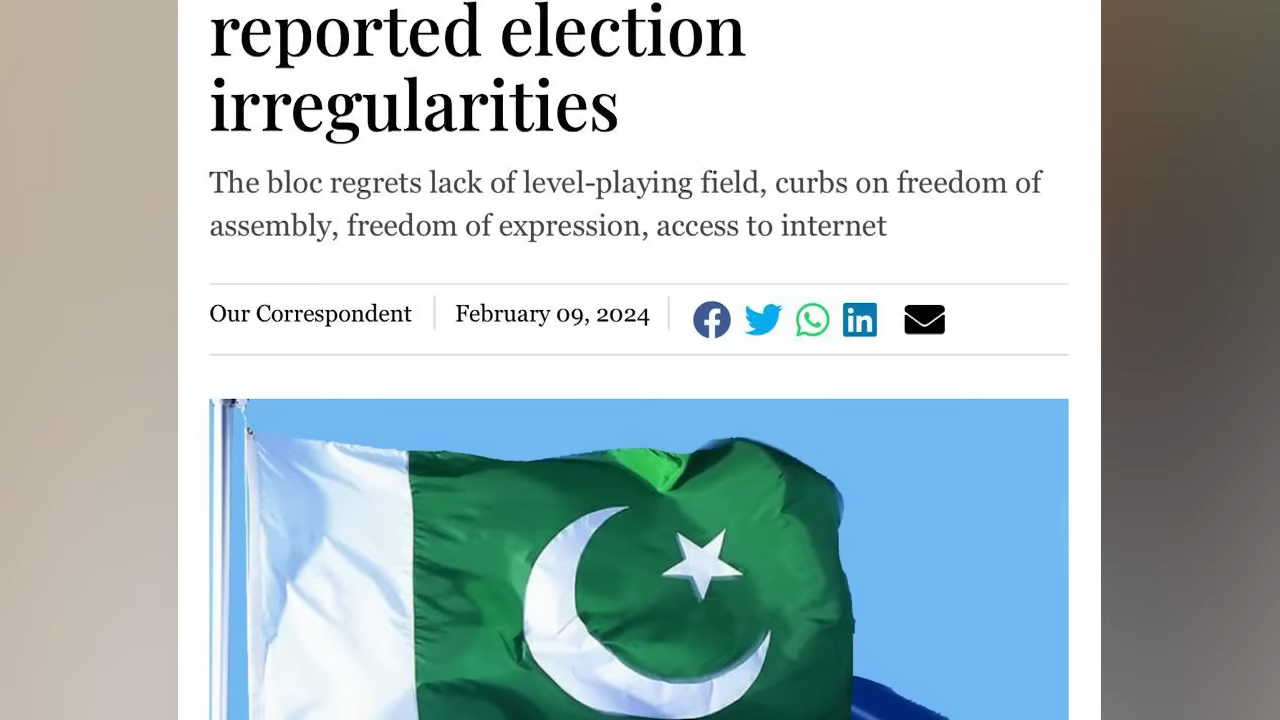 reported election
irregularities
The bloc regrets lack of level-playing field, curbs on freedom of
assembly, freedom of expression, access to internet
Our Correspondent
February 09, 2024